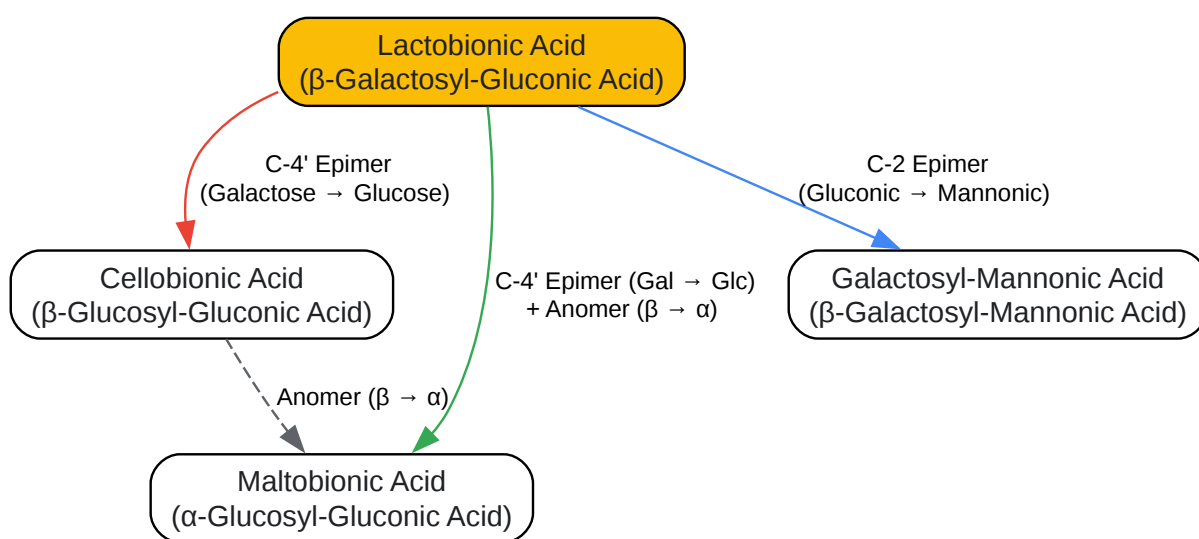 Lactobionic Acid
(β-Galactosyl-Gluconic Acid)
C-4' Epimer
(Galactose → Glucose)
C-2 Epimer
(Gluconic → Mannonic)
Cellobionic Acid
(β-Glucosyl-Gluconic Acid)
C-4' Epimer (Gal → Glc)
+ Anomer (β → α)
Galactosyl-Mannonic Acid
(β-Galactosyl-Mannonic Acid)
Anomer (β → α)
Maltobionic Acid
(α-Glucosyl-Gluconic Acid)